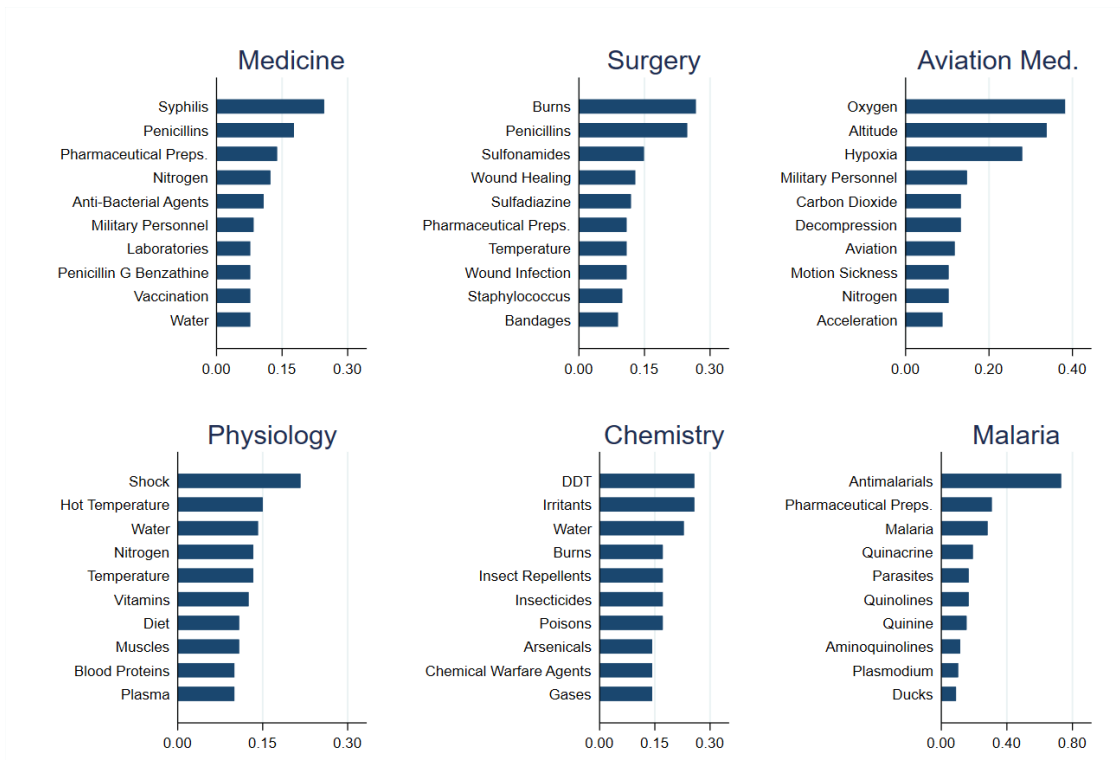 Medicine
Syphilis
Penicillins
Pharmaceutical Preps.
Nitrogen
Anti-Bacterial Agents
Military Personnel
Laboratories
Penicillin G Benzathine
Vaccination
Water
0.00 0.15 0.30
Surgery
Burns
Penicillins
Sulfonamides
Wound Healing
Sulfadiazine
Pharmaceutical Preps.
Temperature
Wound Infection
Staphylococcus
Bandages
0.00 0.15 0.30
Aviation Med.
Oxygen
Altitude
Hypoxia
Military Personnel
Carbon Dioxide
Decompression
Aviation
Motion Sickness
Nitrogen
Acceleration
0.00 0.20 0.40
Physiology
Shock
Hot Temperature
Water
Nitrogen
Temperature
Vitamins
Diet
Muscles
Blood Proteins
Plasma
0.00 0.15 0.30
Chemistry
DDT
Irritants
Water
Burns
Insect Repellents
Insecticides
Poisons
Arsenicals
Chemical Warfare Agents
Gases
0.00 0.15 0.30
Malaria
Antimalarials
Pharmaceutical Preps.
Malaria
Quinacrine
Parasites
Quinolines
Quinine
Aminoquinolines
Plasmodium
Ducks
0.00 0.40 0.80